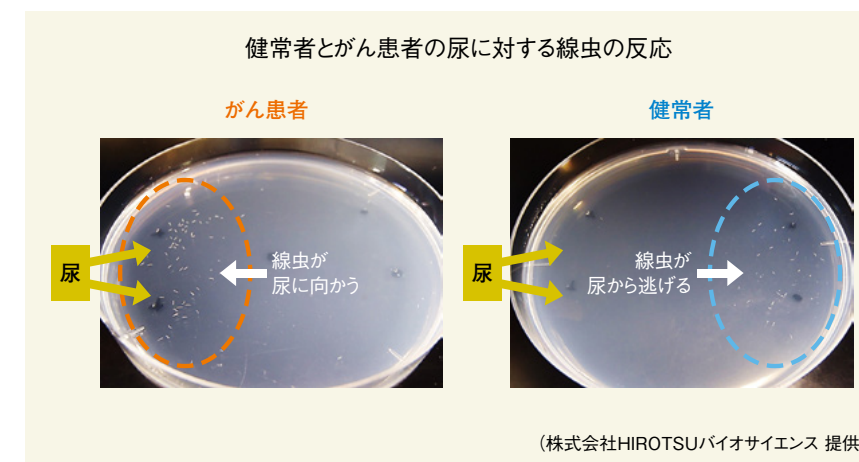 健常者とがん患者の尿に対する線虫の反応
がん患者
健常者
尿
線虫が
尿に向かう
尿
線虫が
尿から逃げる
（株式会社HIROTSUバイオサイエンス 提供